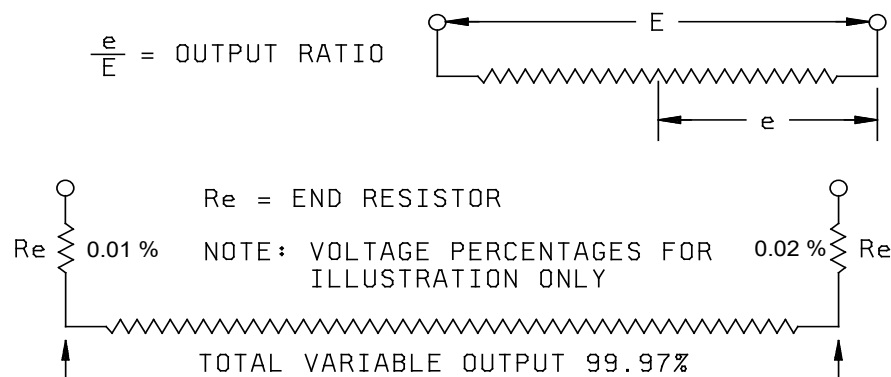 E
e
E
= OUTPUT RATIO
e
Re = END RESISTOR
Re
0.01 %
NOTE: VOLTAGE PERCENTAGES FOR
ILLUSTRATION ONLY
0.02 %
Re
TOTAL VARIABLE OUTPUT 99.97%